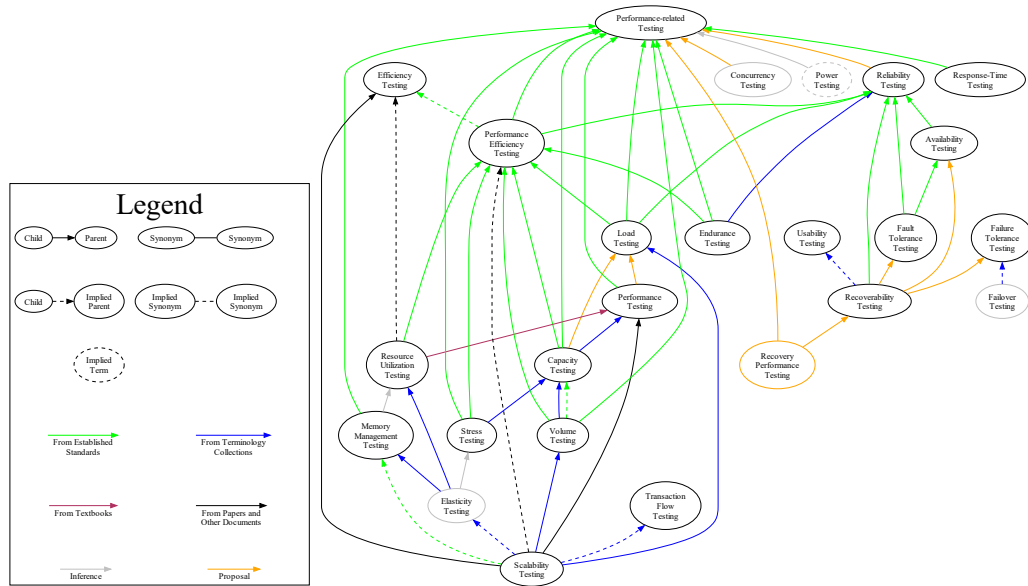 Performance-related
Testing
Efficiency
Testing
Concurrency
Testing
Power
Testing
Reliability
Testing
Response-Time
Testing
Performance
Efficiency
Testing
Availability
Testing
Legend
Child
Parent
Synonym
Synonym
Load
Testing
Endurance
Testing
Usability
Testing
Fault
Tolerance
Testing
Failure
Tolerance
Testing
Child
Implied
Parent
Implied
Synonym
Implied
Synonym
Performance
Testing
Recoverability
Testing
Failover
Testing
Implied
Term
Resource
Utilization
Testing
Capacity
Testing
Recovery
Performance
Testing
Memory
Management
Testing
Stress
Testing
Volume
Testing
From Established
Standards
From Terminology
Collections
Elasticity
Testing
Transaction
Flow
Testing
From Textbooks
From Papers and
Other Documents
Scalability
Testing
Inference
Proposal